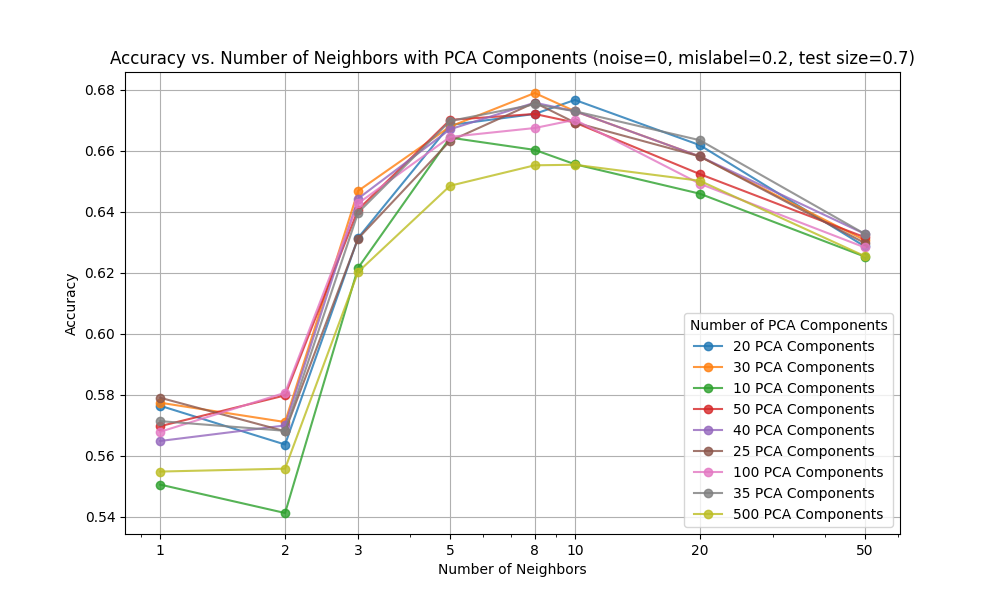 Accuracy vs. Number of Neighbors with PCA Components (noise=0, mislabel=0.2, test size=0.7)
Accuracy
0.68
0.66
0.64
0.62
0.60
0.58
0.56
0.54
Number of PCA Components
20 PCA Components
30 PCA Components
10 PCA Components
50 PCA Components
40 PCA Components
25 PCA Components
100 PCA Components
35 PCA Components
500 PCA Components
1 2 3 5 8 10 20 50
Number of Neighbors